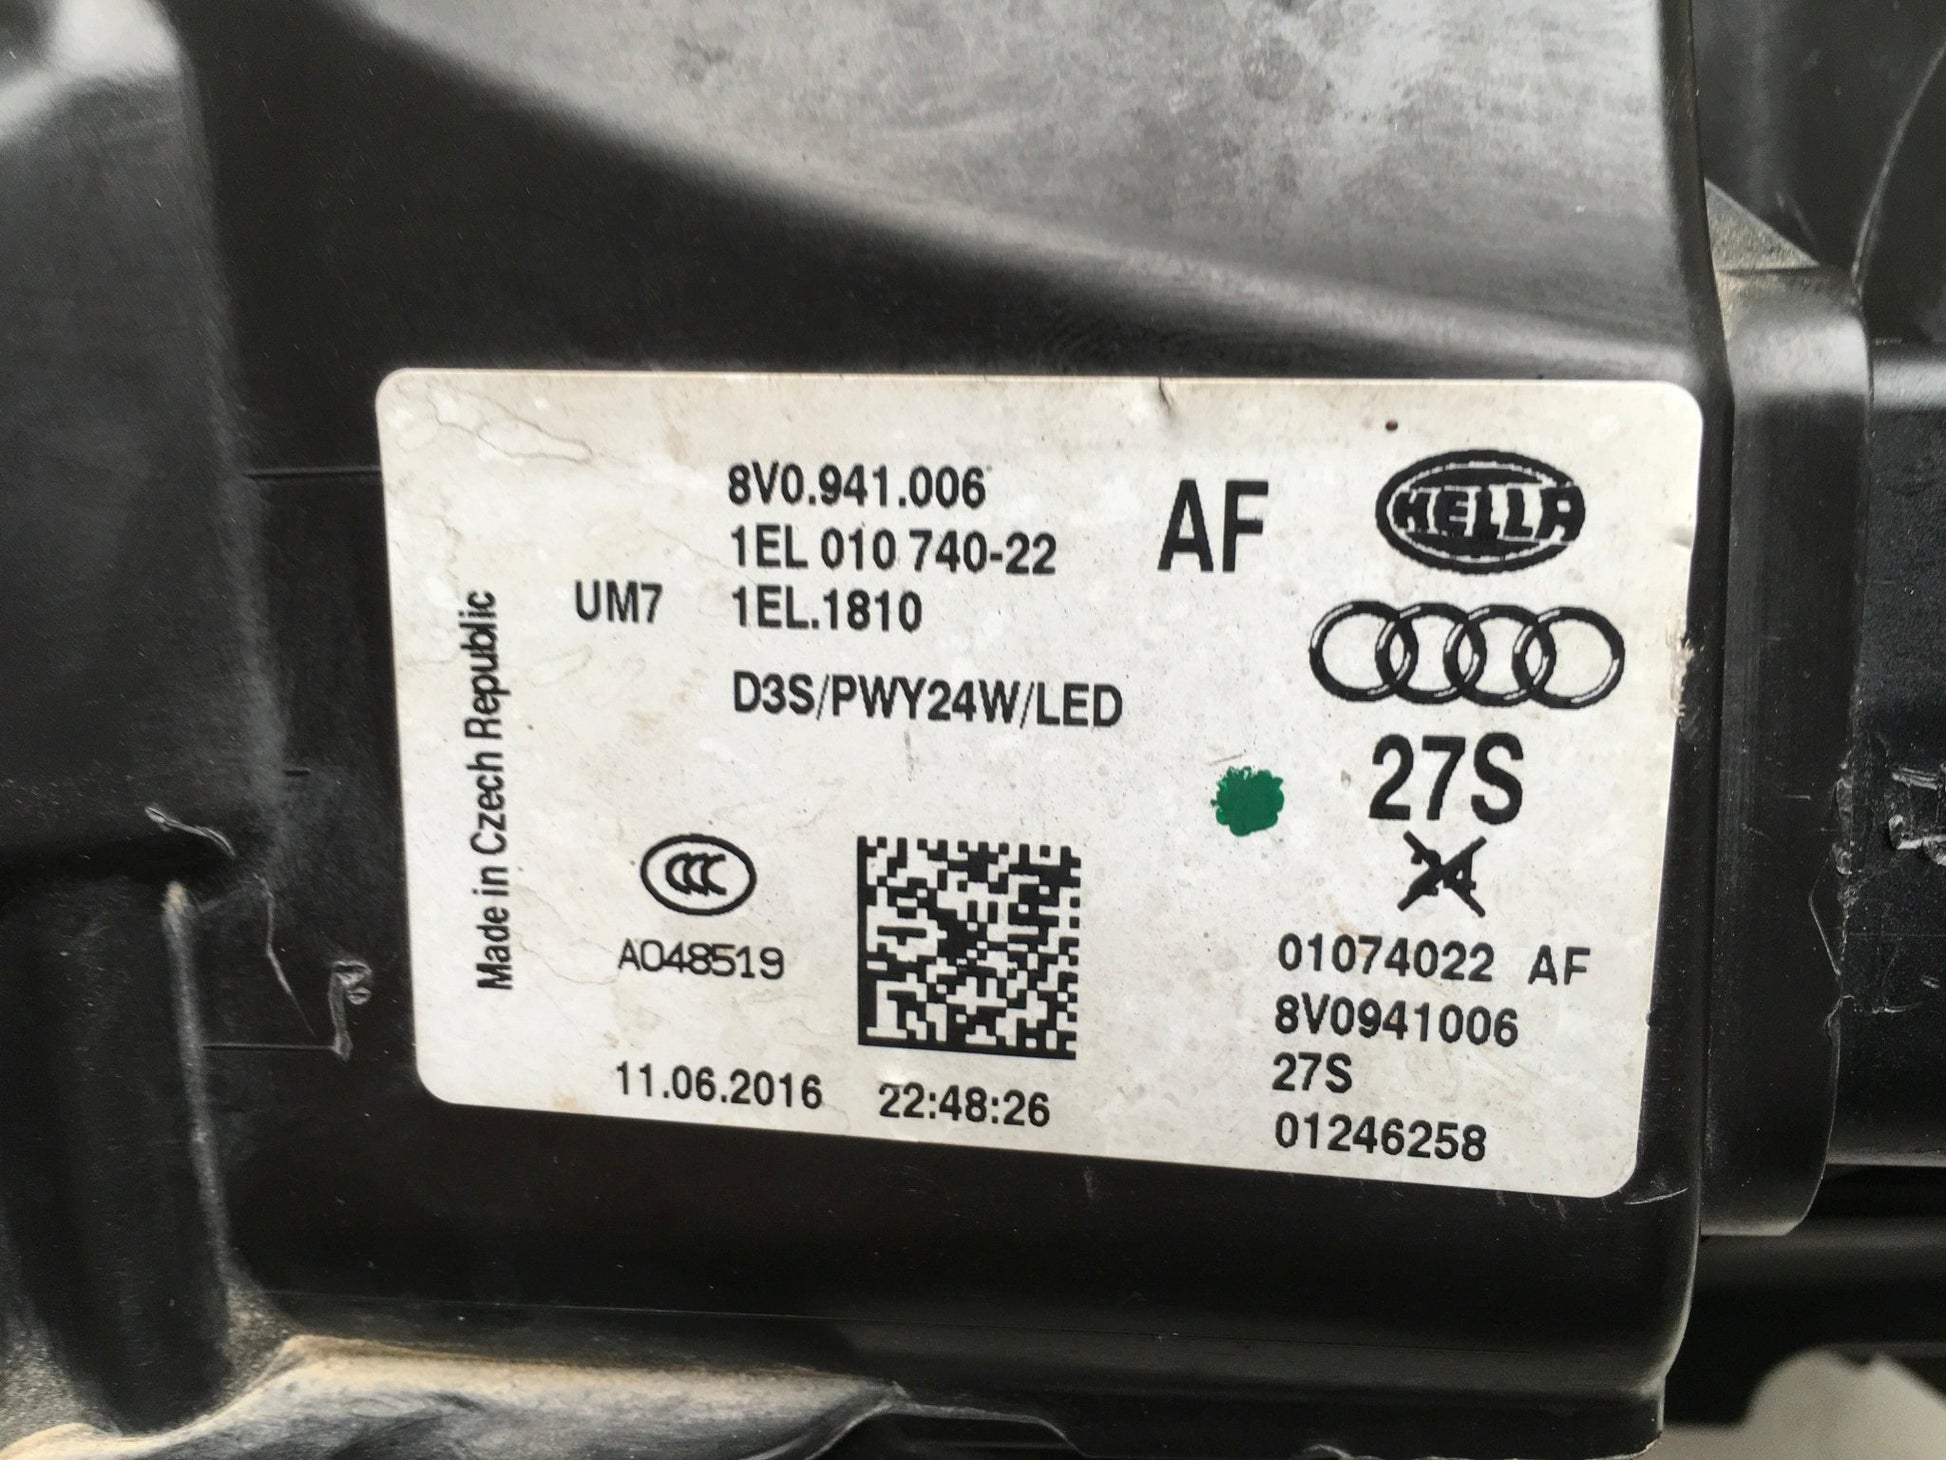 8V0.941.006
AF
HELLA
1EL 010 740-22
UM7 1EL.1810
D3S/PWY24W/LED
27S
24
Made in Czech Republic
CCC
A048519
01074022 AF
8V0941006
27S
01246258
11.06.2016 22:48:26